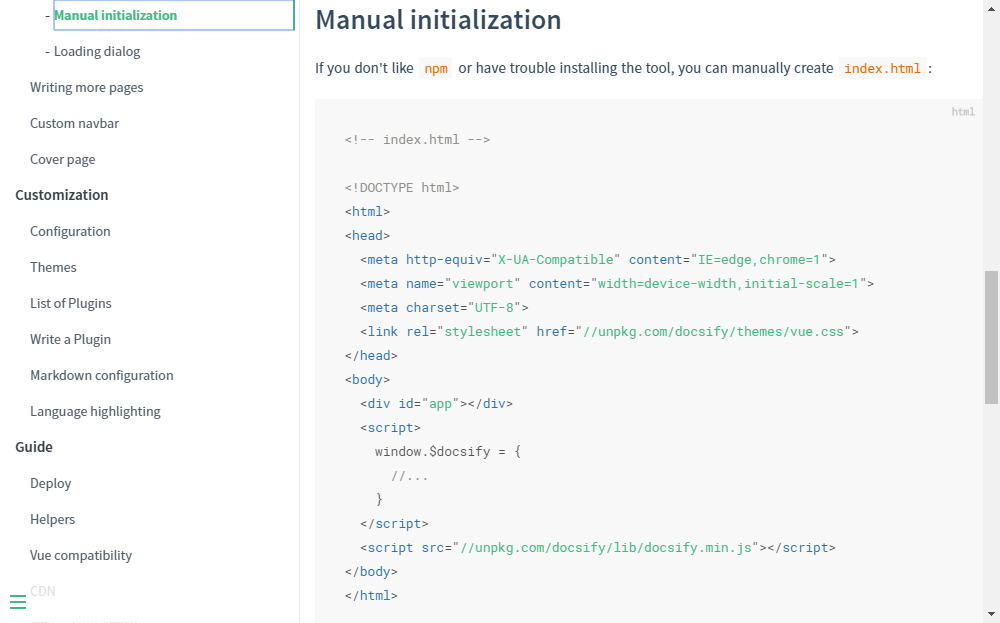 - Manual initialization
- Loading dialog
Writing more pages
Custom navbar
Cover page
Customization
Configuration
Themes
List of Plugins
Write a Plugin
Markdown configuration
Language highlighting
Guide
Deploy
Helpers
Vue compatibility
CDN
Manual initialization
If you don't like npm or have trouble installing the tool, you can manually create index.html :
html
<!-- index.html -->
<!DOCTYPE html>
<html>
<head>
  <meta http-equiv="X-UA-Compatible" content="IE=edge,chrome=1">
  <meta name="viewport" content="width=device-width,initial-scale=1">
  <meta charset="UTF-8">
  <link rel="stylesheet" href="//unpkg.com/docsify/themes/vue.css">
</head>
<body>
  <div id="app"></div>
  <script>
    window.$docsify = {
      //...
    }
  </script>
  <script src="//unpkg.com/docsify/lib/docsify.min.js"></script>
</body>
</html>